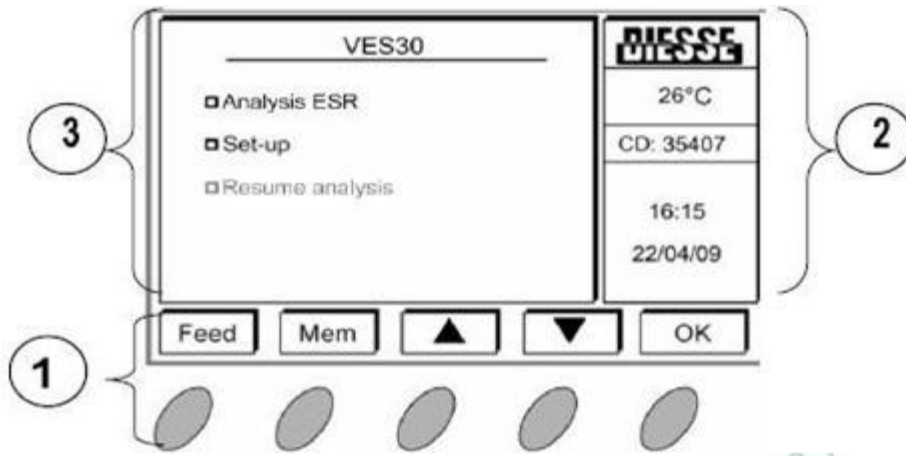 VES30
Analysis ESR
Set-up
Resume analysis
DIESSE
26°C
CD: 35407
16:15
22/04/09
3
2
Feed
Mem
OK
1